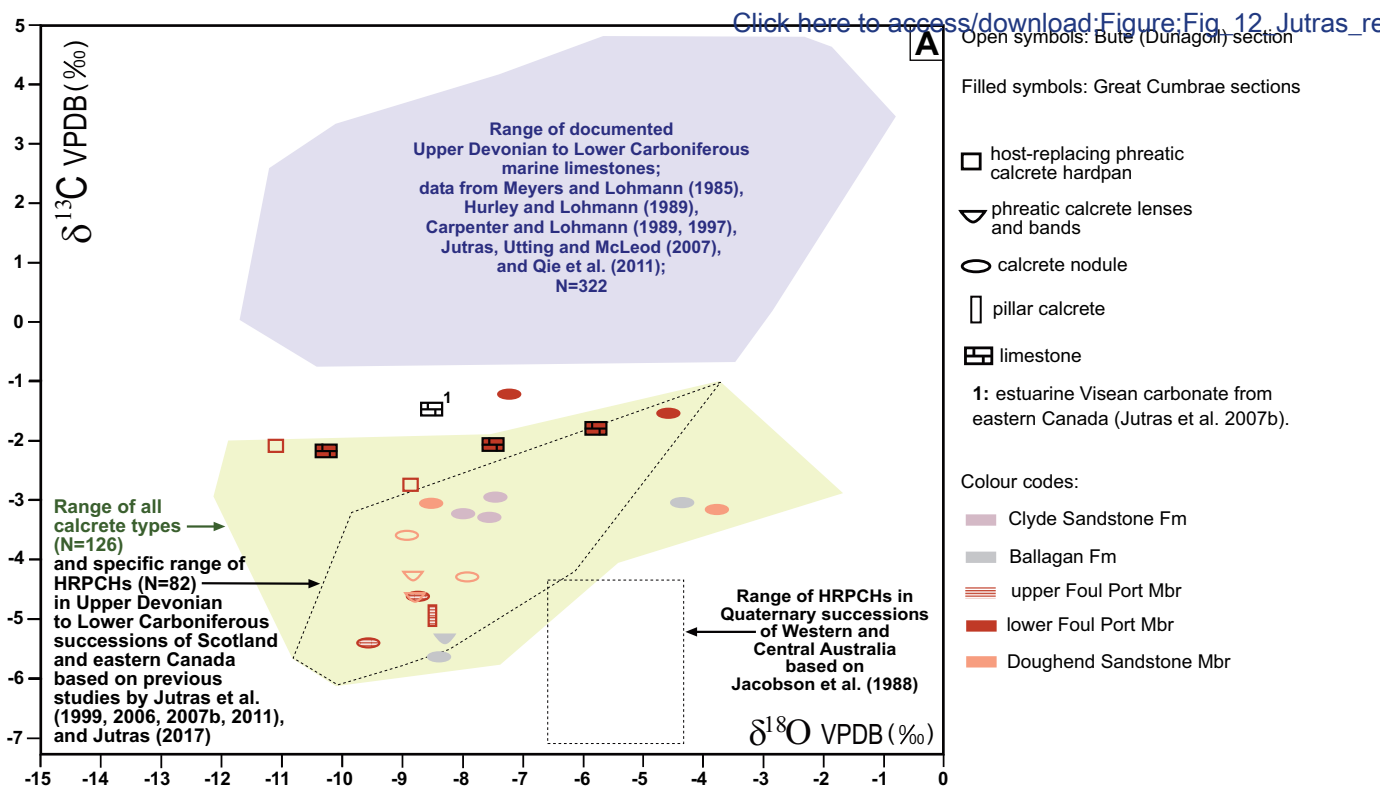 Click here to access/download;Figure;Fig_12_Jutras_re
A
Open symbols: Bute (Dunagoil) section
Filled symbols: Great Cumbrae sections
host-replacing phreatic
calcrete hardpan
phreatic calcrete lenses
and bands
calcrete nodule
pillar calcrete
limestone
1: estuarine Visean carbonate from
eastern Canada (Jutras et al. 2007b).
Colour codes:
Clyde Sandstone Fm
Ballagan Fm
upper Foul Port Mbr
lower Foul Port Mbr
Doughend Sandstone Mbr
δ13C VPDB(‰)
5
4
3
2
1
0
-1
-2
-3
-4
-5
-6
-7
Range of documented
Upper Devonian to Lower Carboniferous
marine limestones;
data from Meyers and Lohmann (1985),
Hurley and Lohmann (1989),
Carpenter and Lohmann (1989, 1997),
Jutras, Utting and McLeod (2007),
and Qie et al. (2011);
N=322
1
Range of all
calcrete types
(N=126)
and specific range of
HRPCHs (N=82)
in Upper Devonian
to Lower Carboniferous
successions of Scotland
and eastern Canada
based on previous
studies by Jutras et al.
(1999, 2006, 2007b, 2011),
and Jutras (2017)
Range of HRPCHs in
Quaternary successions
of Western and
Central Australia
based on
Jacobson et al. (1988)
δ18O VPDB(‰)
-15 -14 -13 -12 -11 -10 -9 -8 -7 -6 -5 -4 -3 -2 -1 0